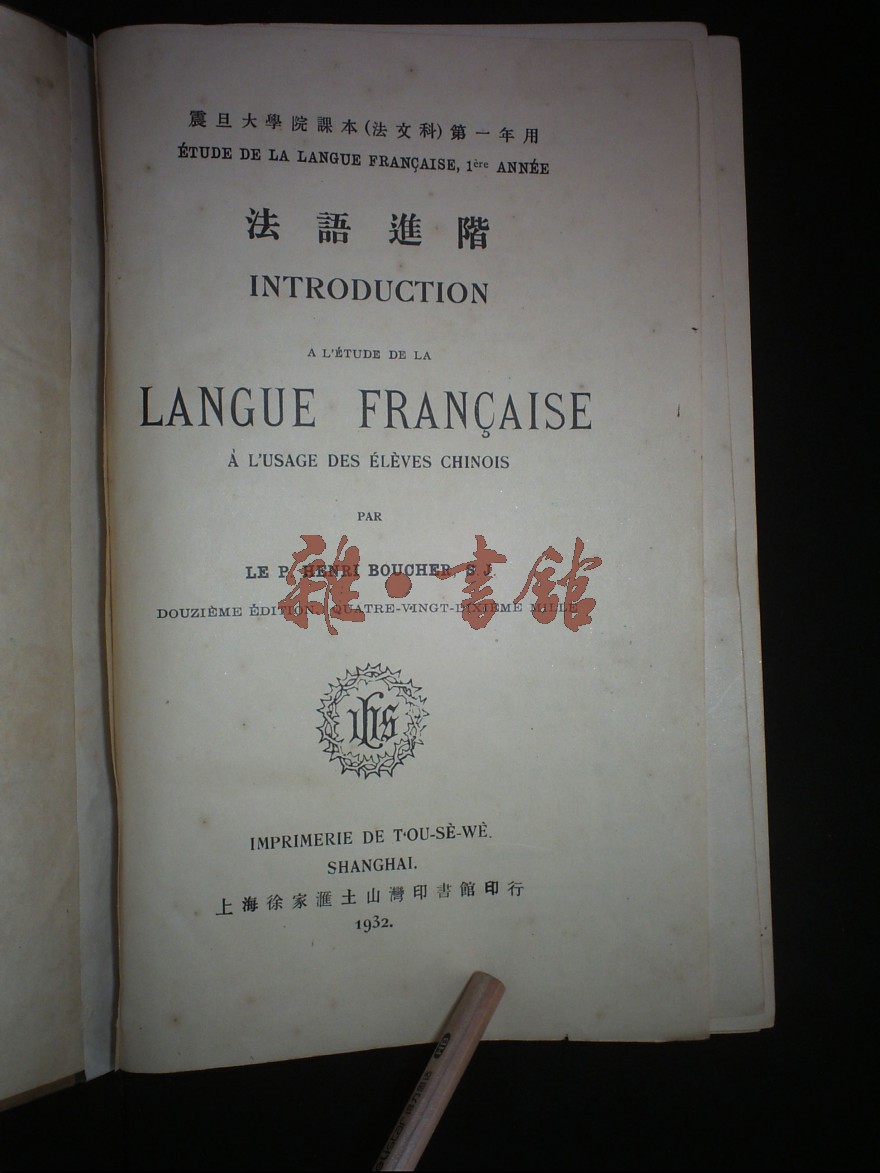 震旦大學院課本(法文科)第一年用
ÉTUDE DE LA LANGUE FRANÇAISE, 1ère ANNÉE
法語進階
INTRODUCTION
A L'ÉTUDE DE LA
LANGUE FRANÇAISE
À L'USAGE DES ÉLÈVES CHINOIS
PAR
LE P. HENRI BOUCHER, S. J.
雜·書館
DOUZIÈME ÉDITION. QUATRE-VINGT-DIXIÈME MILLE
IHS
IMPRIMERIE DE T'OU-SÈ-WÈ.
SHANGHAI.
上海徐家滙土山灣印書館印行
1932.